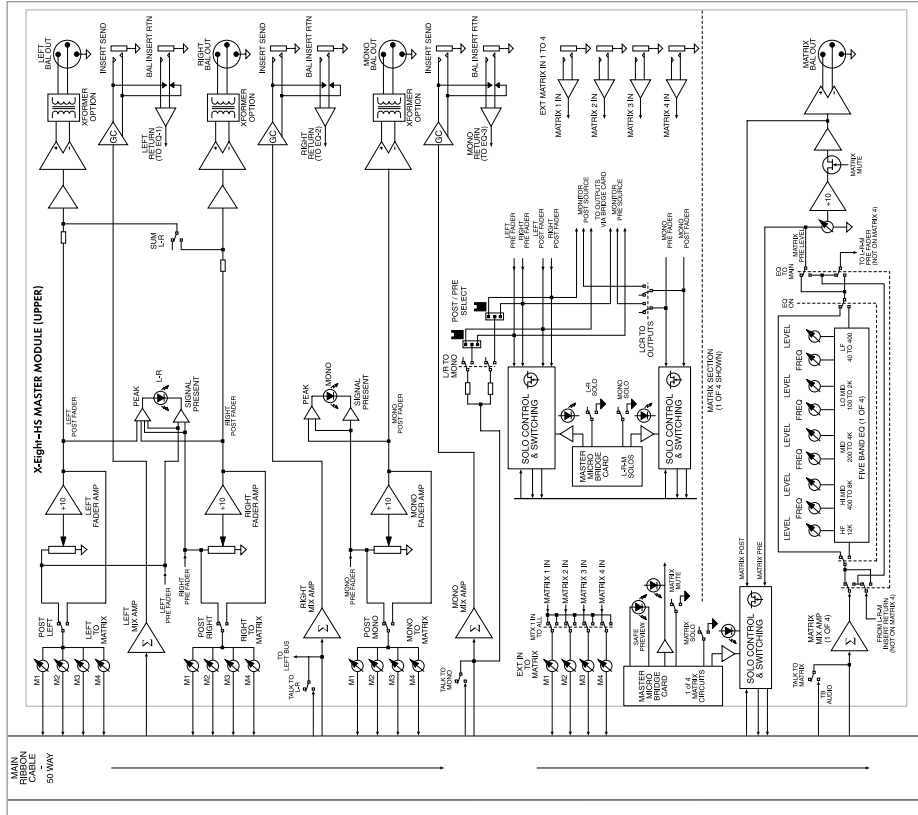 X-Eight-HS MASTER MODULE (UPPER)
MAIN
RIBBON
CABLE
-
50 WAY
LEFT
BAL OUT
XFORMER
OPTION
INSERT SEND
GC
BAL INSERT RTN
LEFT
RETURN
(TO EQ-1)
RIGHT
BAL OUT
XFORMER
OPTION
INSERT SEND
GC
BAL INSERT RTN
RIGHT
RETURN
(TO EQ-2)
MONO
BAL OUT
XFORMER
OPTION
INSERT SEND
GC
BAL INSERT RTN
MONO
RETURN
(TO EQ-3)
EXT MATRIX IN 1 TO 4
MATRIX 1 IN
MATRIX 2 IN
MATRIX 3 IN
MATRIX 4 IN
MATRIX
BAL OUT
MATRIX
MUTE
+10
SUM
L-R
LEFT
POST FADER
PEAK
L-R
SIGNAL
PRESENT
RIGHT
POST FADER
PEAK
MONO
SIGNAL
PRESENT
MONO
POST FADER
+10
LEFT
FADER AMP
+10
RIGHT
FADER AMP
+10
MONO
FADER AMP
POST
LEFT
LEFT
TO
MATRIX
M1
M2
M3
M4
LEFT
MIX AMP
Σ
LEFT
PRE FADER
RIGHT
PRE FADER
POST
RIGHT
RIGHT
TO
MATRIX
M1
M2
M3
M4
TO
LEFT BUS
TALK TO
L-R
RIGHT
MIX AMP
Σ
MONO
PRE FADER
POST
MONO
MONO
TO
MATRIX
M1
M2
M3
M4
TALK TO
MONO
MONO
MIX AMP
Σ
L/R TO
MONO
POST / PRE
SELECT
LEFT
PRE FADER
RIGHT
PRE FADER
LEFT
POST FADER
RIGHT
POST FADER
MONITOR
POST SOURCE
TO OUTPUTS
VIA BRIDGE CARD
MONITOR
PRE SOURCE
MONO
PRE FADER
MONO
POST FADER
LCR TO
OUTPUTS
SOLO CONTROL
& SWITCHING
L-R
SOLO
MONO
SOLO
MASTER
MICRO
BRIDGE
CARD
L-R-M
SOLOS
SOLO CONTROL
& SWITCHING
MATRIX SECTION
(1 OF 4 SHOWN)
EXT IN
TO
MATRIX
M1
M2
M3
M4
MTX 1 IN
TO ALL
MATRIX 1 IN
MATRIX 2 IN
MATRIX 3 IN
MATRIX 4 IN
SAFE
PREVIEW
MATRIX
MUTE
MATRIX
SOLO
MASTER
MICRO
BRIDGE
CARD
1 of 4
MATRIX
CIRCUITS
MATRIX POST
MATRIX PRE
SOLO CONTROL
& SWITCHING
TALK TO
MATRIX
TB
AUDIO
MATRIX
MIX AMP
(1 OF 4)
Σ
FROM L-R-M
INSERT RETURN
(NOT ON MATRIX 4)
MATRIX
PRE LEVEL
EQ
TO
MAIN
TO L-R-M
PRE FADER
(NOT ON MATRIX 4)
EQ
ON
LEVEL
FREQ
LEVEL
FREQ
LEVEL
FREQ
LEVEL
FREQ
LEVEL
HF
12K
HI MID
400 TO 8K
MID
200 TO 4K
LO MID
100 TO 2K
LF
40 TO 400
FIVE BAND EQ (1 OF 4)